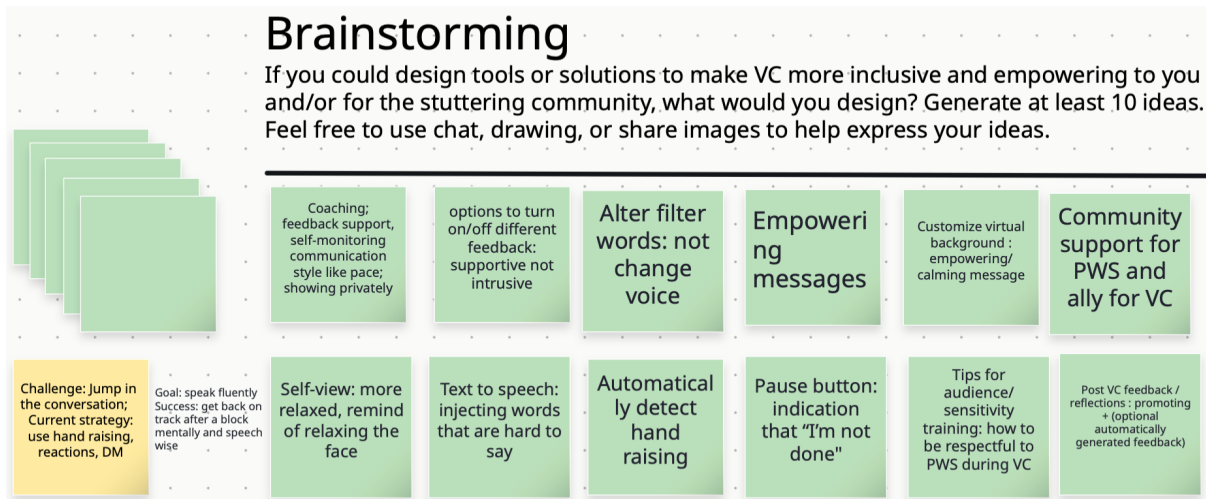 Brainstorming
If you could design tools or solutions to make VC more inclusive and empowering to you
and/or for the stuttering community, what would you design? Generate at least 10 ideas.
Feel free to use chat, drawing, or share images to help express your ideas.
Coaching;
feedback support,
self-monitoring
communication
style like pace;
showing privately
options to turn
on/off different
feedback:
supportive not
intrusive
Alter filter
words: not
change
voice
Empoweri
ng
messages
Customize virtual
background :
empowering/
calming message
Community
support for
PWS and
ally for VC
Challenge: Jump in
the conversation;
Current strategy:
use hand raising,
reactions, DM
Goal: speak fluently
Success: get back on
track after a block
mentally and speech
wise
Self-view: more
relaxed, remind
of relaxing the
face
Text to speech:
injecting words
that are hard to
say
Automatical
ly detect
hand
raising
Pause button:
indication
that “I’m not
done"
Tips for
audience/
sensitivity
training: how to
be respectful to
PWS during VC
Post VC feedback /
reflections : promoting
+ (optional
automatically
generated feedback)